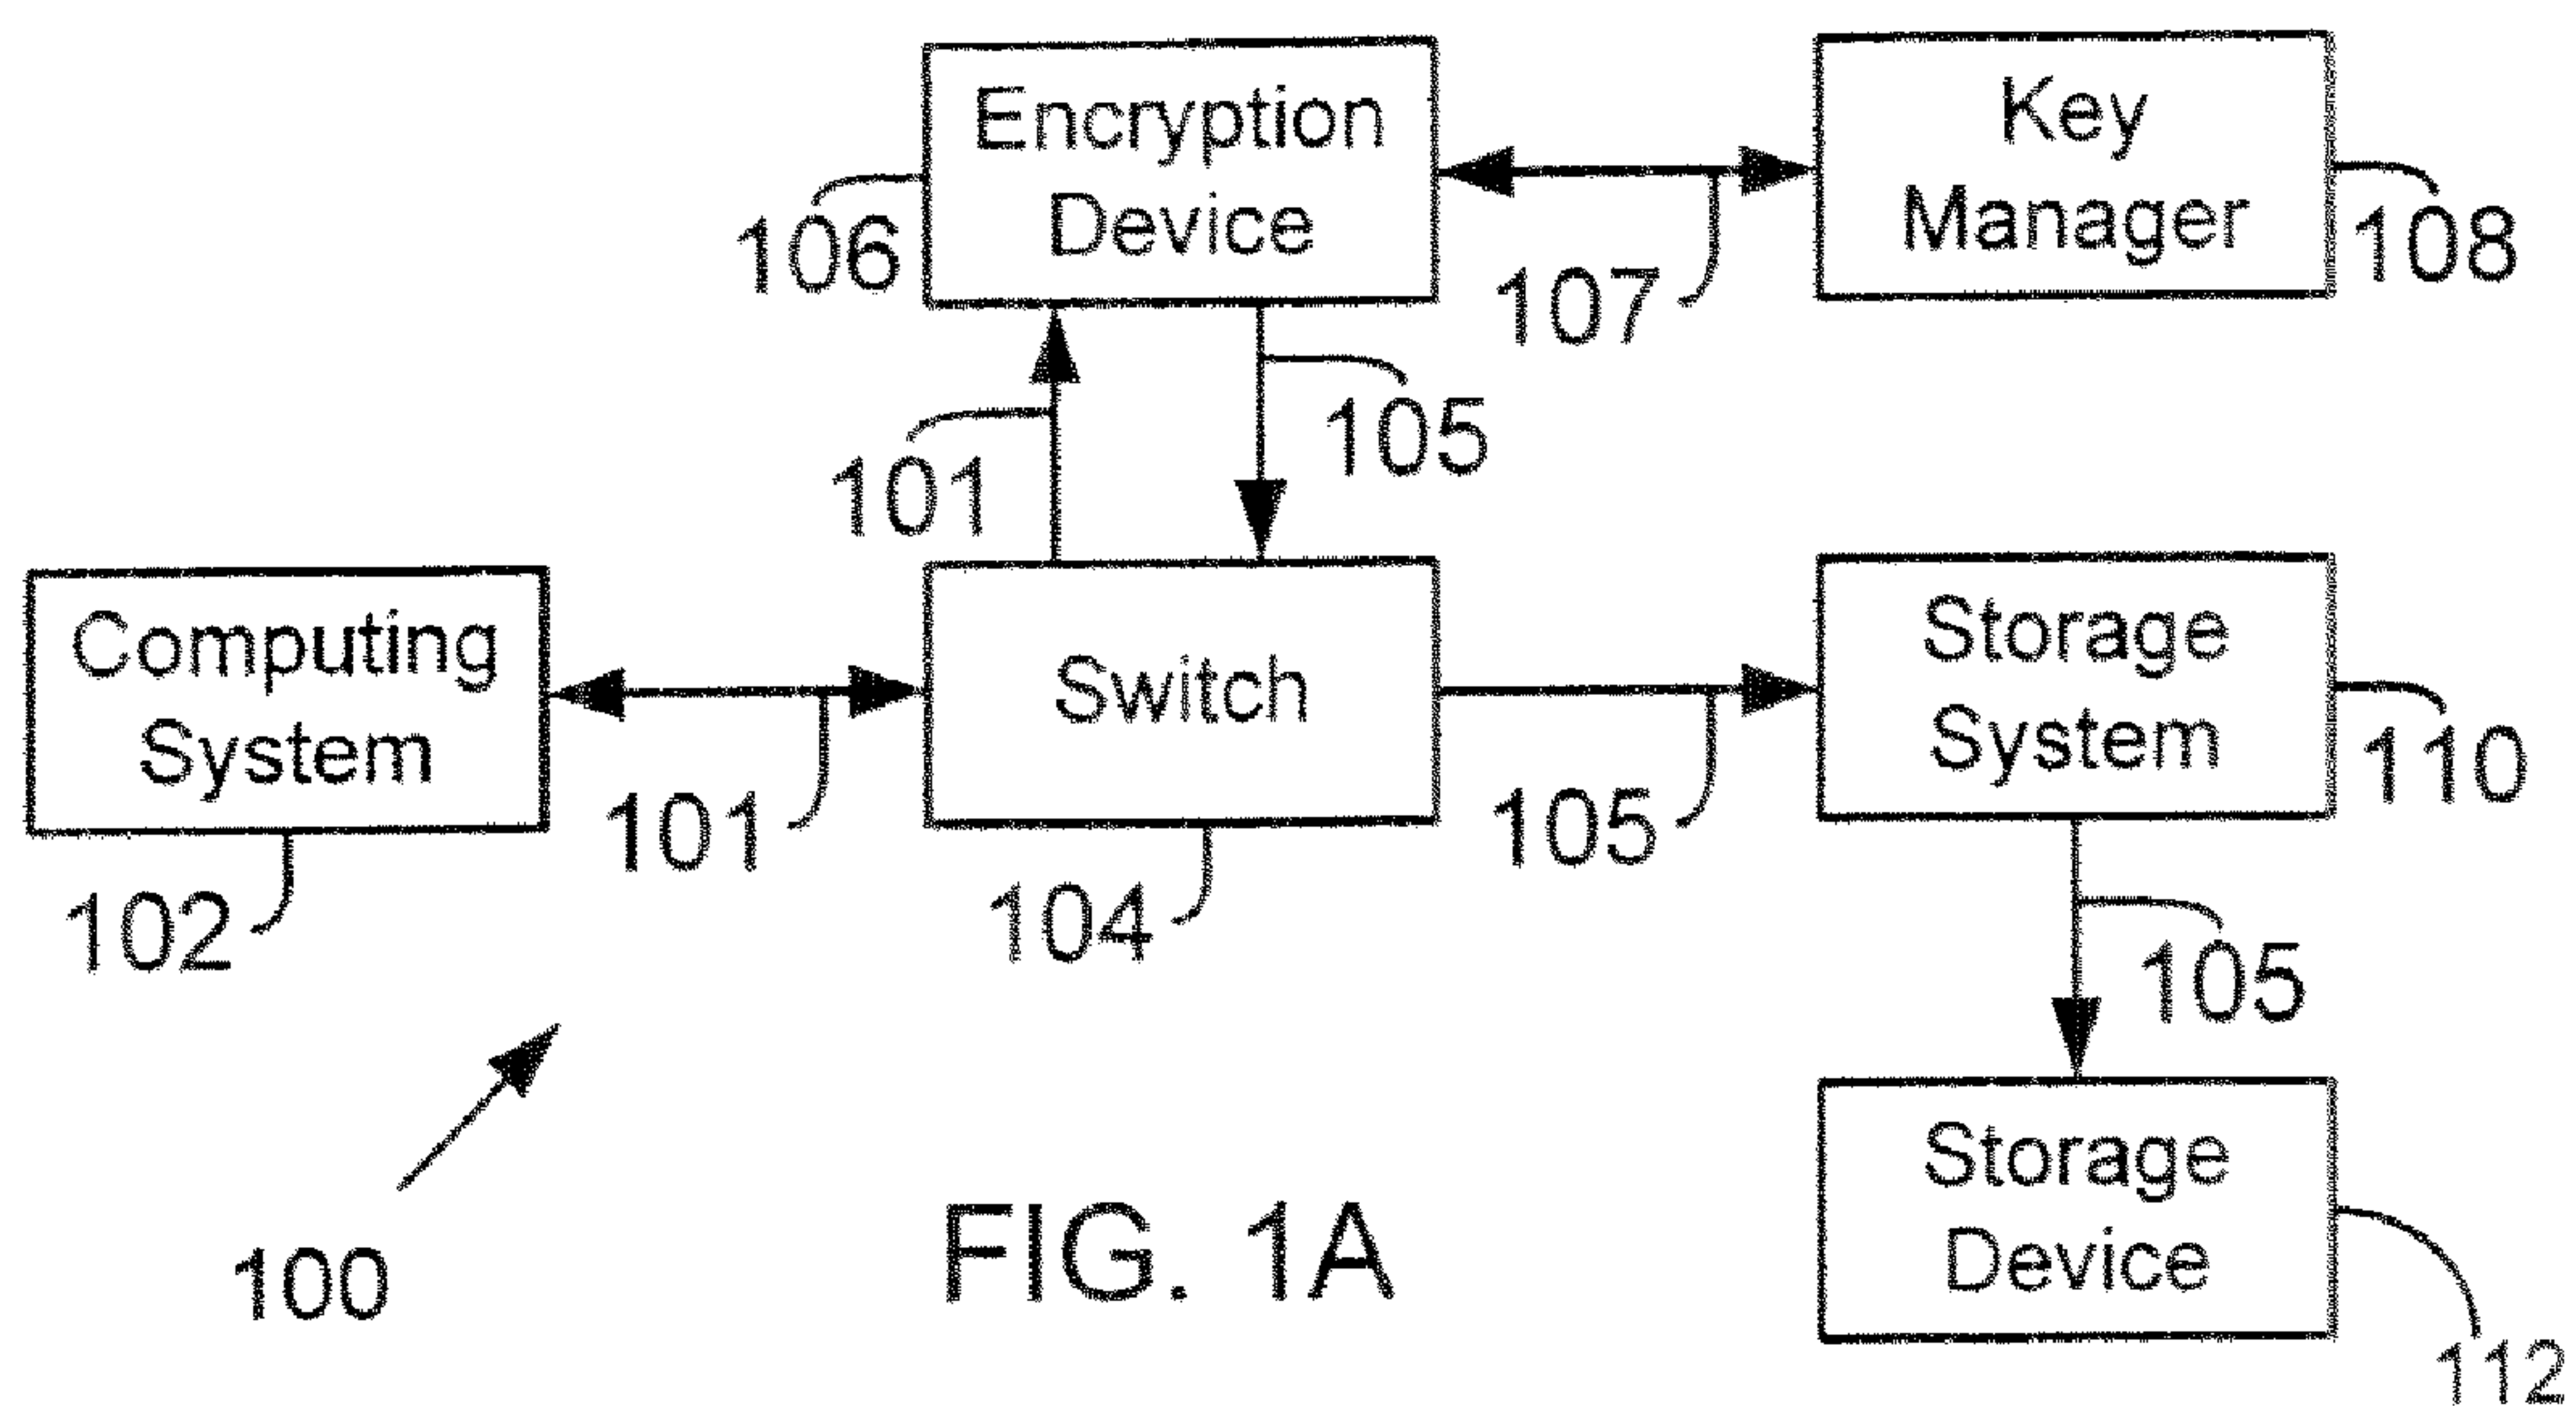 Encryption
Device
106
Key
Manager
108
107
101
105
Computing
System
102
101
Switch
104
105
Storage
System
110
105
Storage
Device
112
100
FIG. 1A